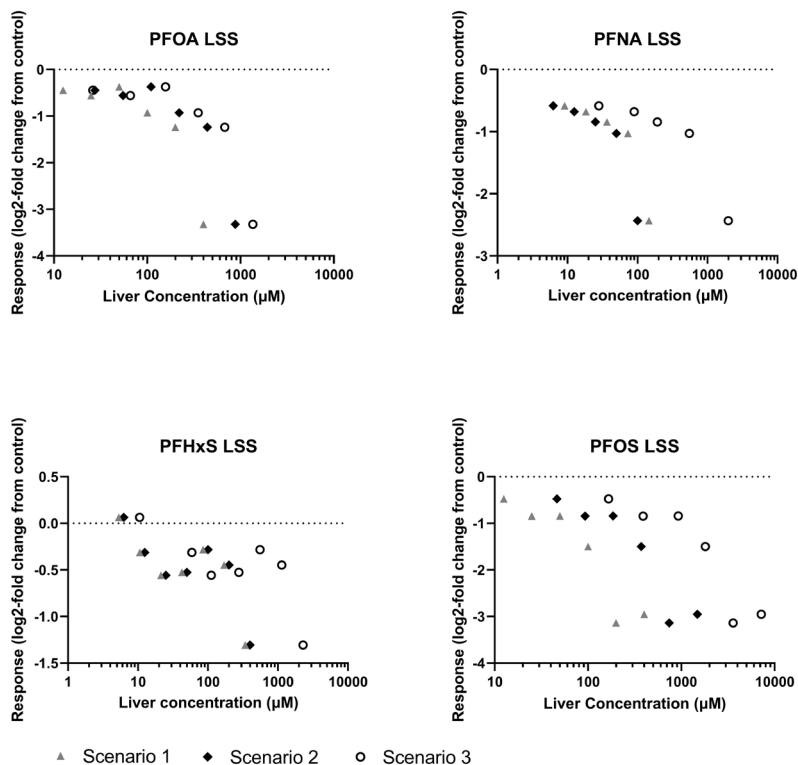 PFOA LSS
Response (log2-fold change from control)
0
-1
-2
-3
-4
10 100 1000 10000
Liver Concentration (µM)
PFNA LSS
Response (log2-fold change from control)
0
-1
-2
-3
1 10 100 1000 10000
Liver concentration (µM)
PFHxS LSS
Response (log2-fold change from control)
0.5
0.0
-0.5
-1.0
-1.5
1 10 100 1000 10000
Liver concentration (µM)
PFOS LSS
Response (log2-fold change from control)
0
-1
-2
-3
-4
10 100 1000 10000
Liver concentration (µM)
Scenario 1 Scenario 2 Scenario 3